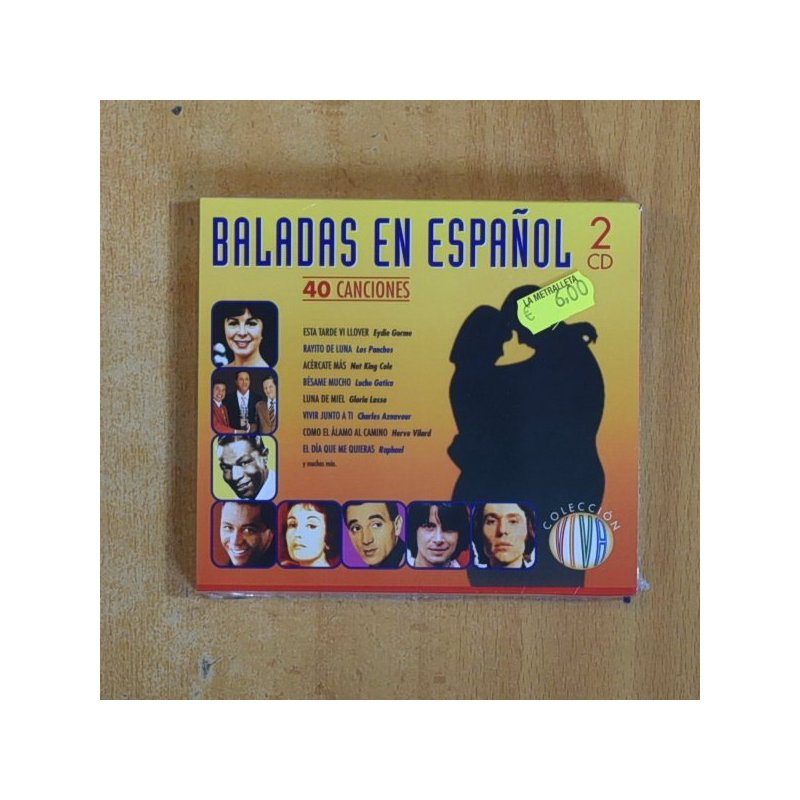 BALADAS EN ESPAÑOL
2 CD
40 CANCIONES
LA METRALLETA
€ 6,00
ESTA TARDE VI LLOVER Eydie Gorme
RAYITO DE LUNA Los Panchos
ACÉRCATE MÁS Nat King Cole
BÉSAME MUCHO Lucho Gatica
LUNA DE MIEL Gloria Lasso
VIVIR JUNTO A TI Charles Aznavour
COMO EL ÁLAMO AL CAMINO Herve Vilard
EL DÍA QUE ME QUIERAS Raphael
y muchas más.
COLECCIÓN
VIVA